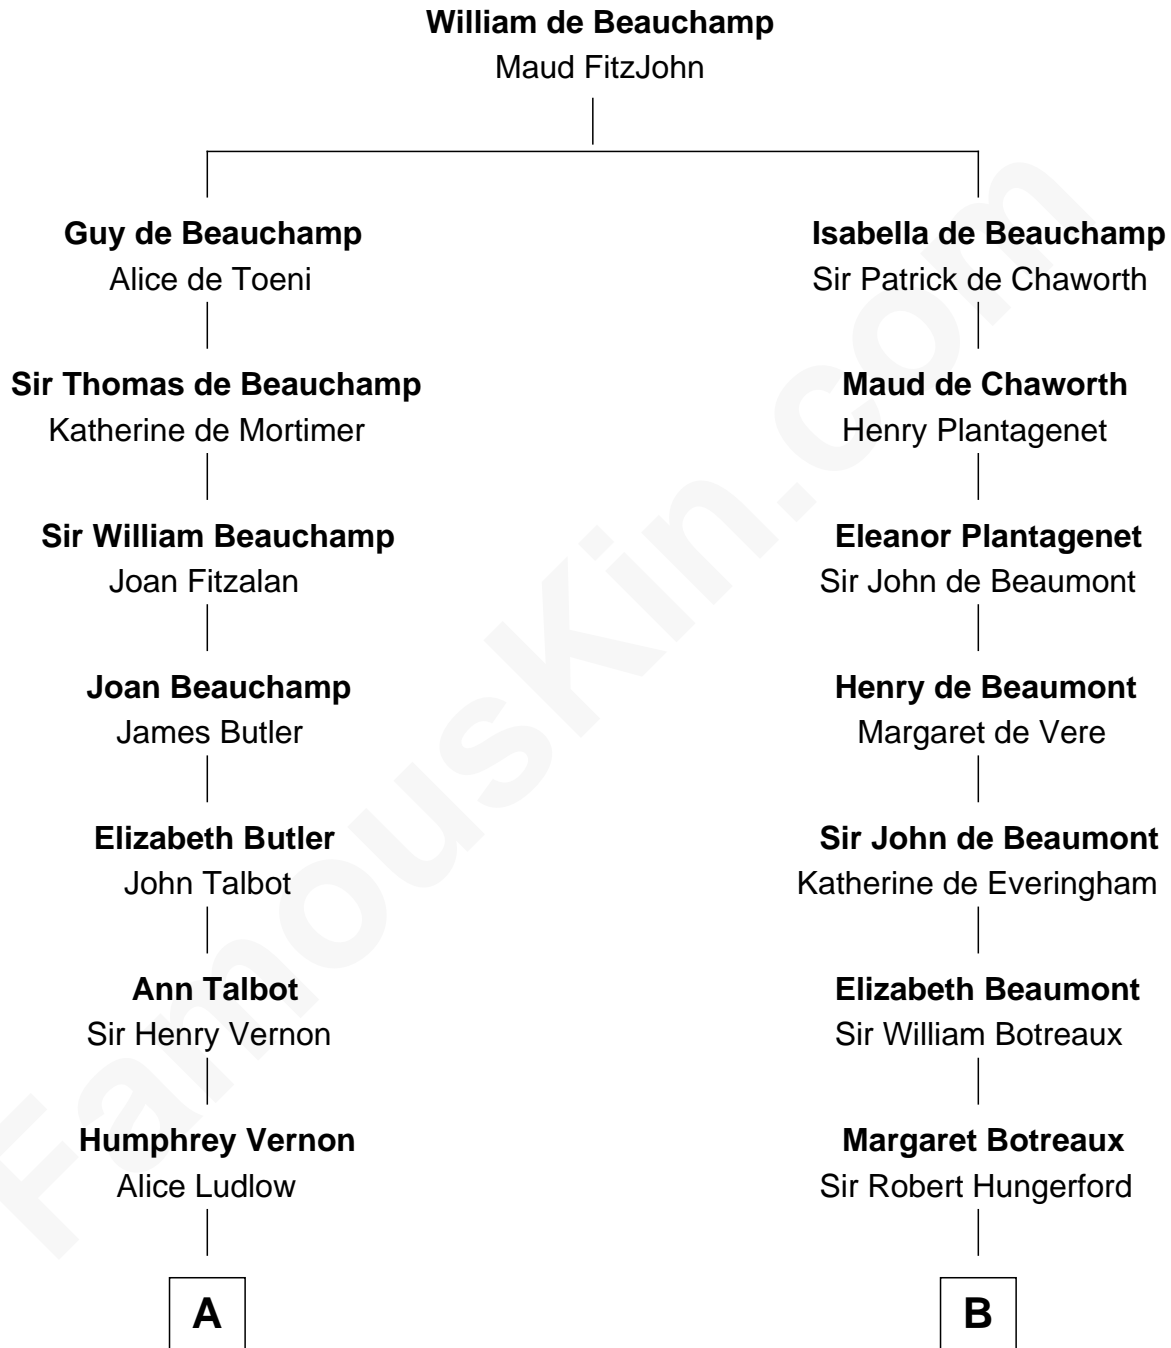 William de Beauchamp
Maud FitzJohn
Guy de Beauchamp
Alice de Toeni
Sir Thomas de Beauchamp
Katherine de Mortimer
Sir William Beauchamp
Joan Fitzalan
Joan Beauchamp
James Butler
Elizabeth Butler
John Talbot
Ann Talbot
Sir Henry Vernon
Humphrey Vernon
Alice Ludlow
A
Isabella de Beauchamp
Sir Patrick de Chaworth
Maud de Chaworth
Henry Plantagenet
Eleanor Plantagenet
Sir John de Beaumont
Henry de Beaumont
Margaret de Vere
Sir John de Beaumont
Katherine de Everingham
Elizabeth Beaumont
Sir William Botreaux
Margaret Botreaux
Sir Robert Hungerford
B
FamousKin.com